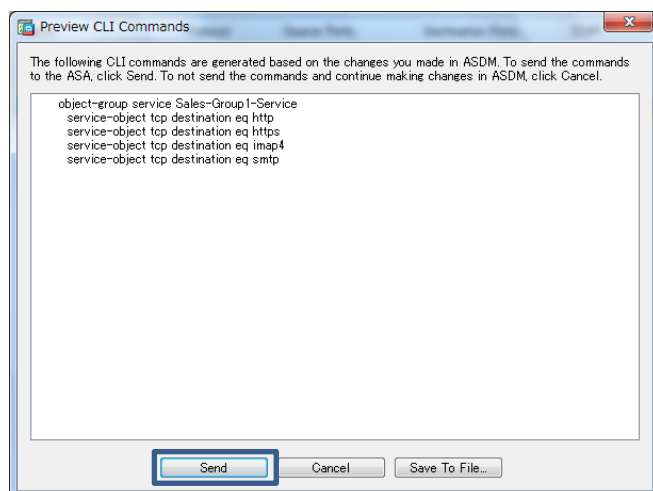 Preview CLI Commands
The following CLI commands are generated based on the changes you made in ASDM. To send the commands
to the ASA, click Send. To not send the commands and continue making changes in ASDM, click Cancel.
object-group service Sales-Group1-Service
service-object tcp destination eq http
service-object tcp destination eq https
service-object tcp destination eq imap4
service-object tcp destination eq smtp
Send Cancel Save To File...